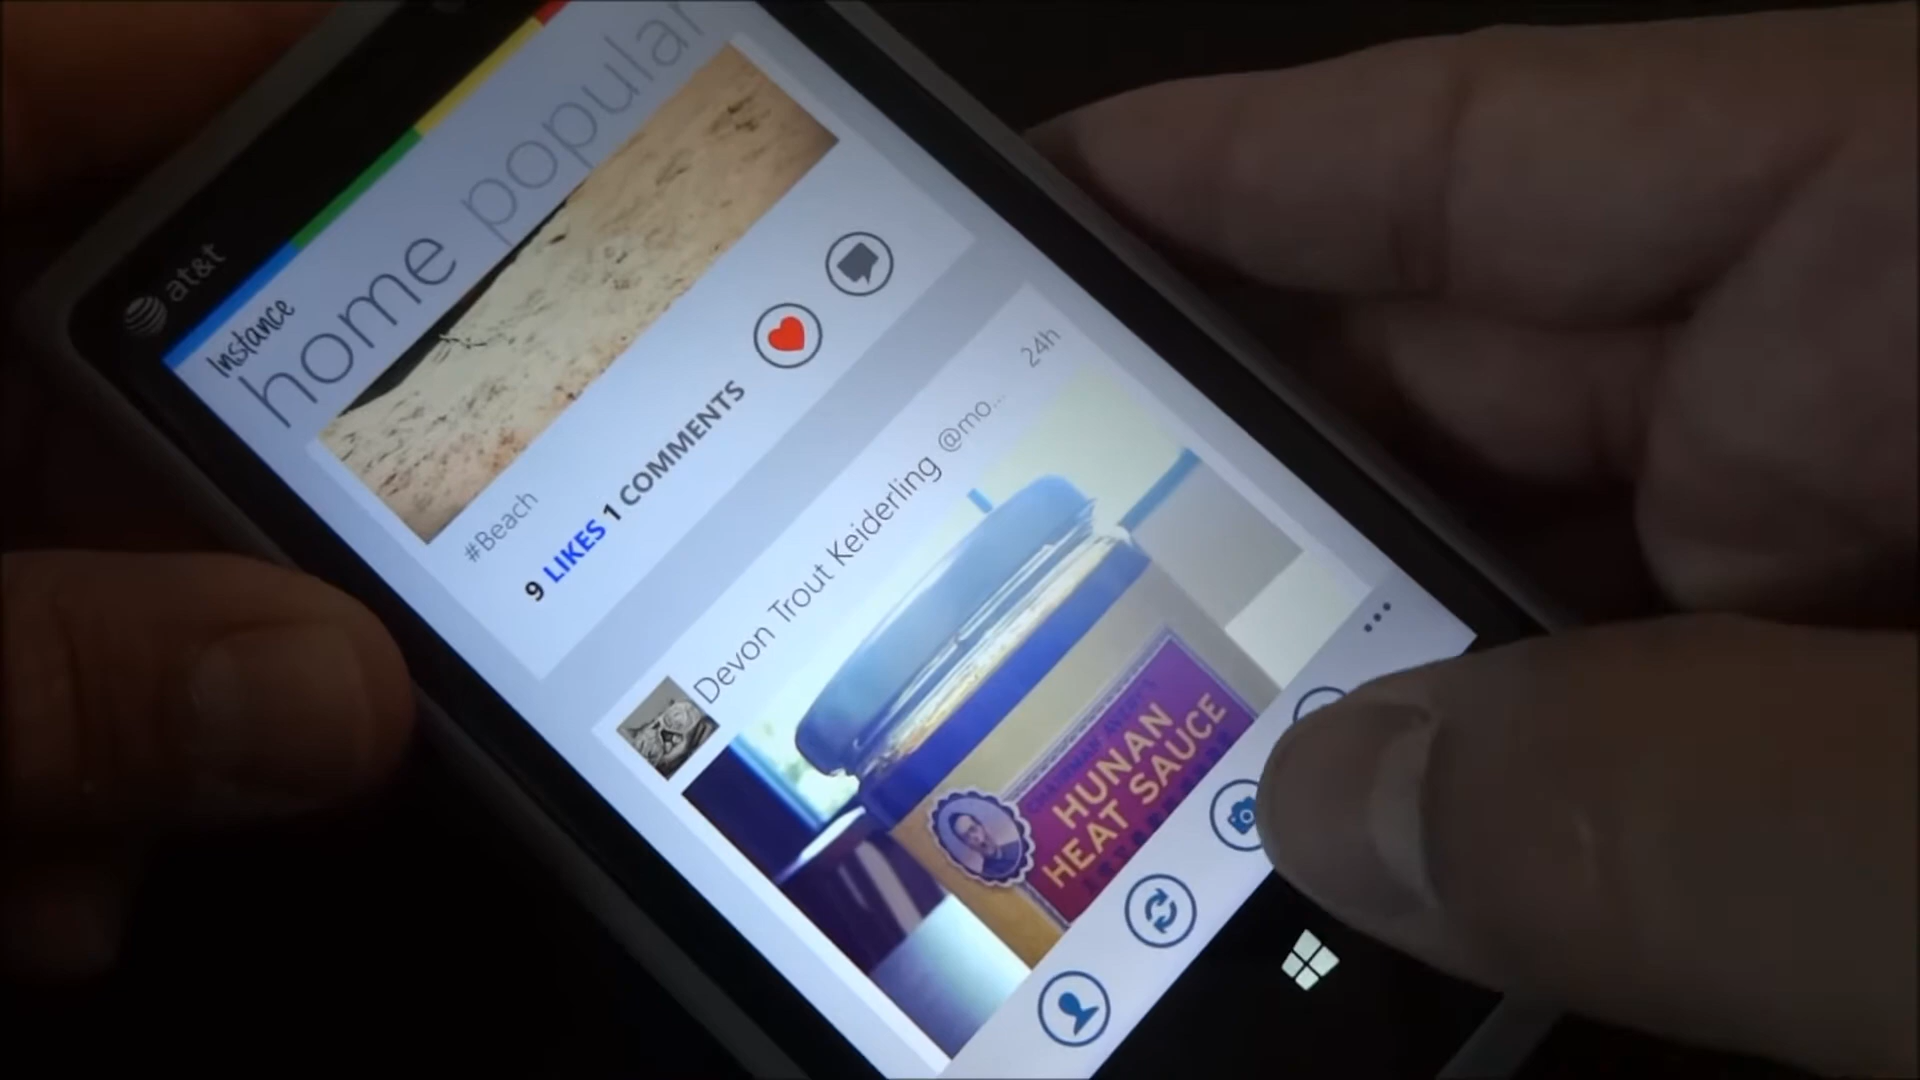 at&t
Instance
home popular
#Beach
9 LIKES 1 COMMENTS
Devon Trout Keiderling @mo... 24h
HUNAN
HEAT SAUCE